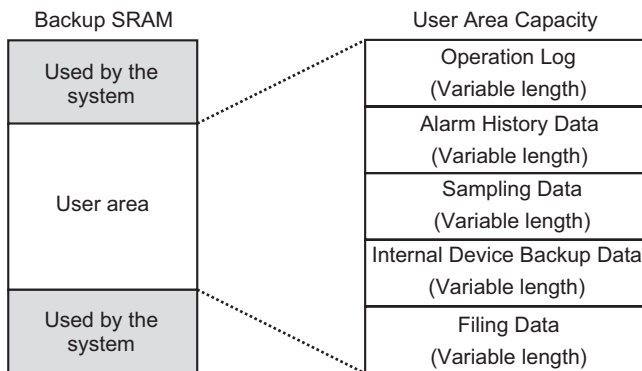 Backup SRAM
Used by the
system
User area
Used by the
system
User Area Capacity
Operation Log
(Variable length)
Alarm History Data
(Variable length)
Sampling Data
(Variable length)
Internal Device Backup Data
(Variable length)
Filing Data
(Variable length)